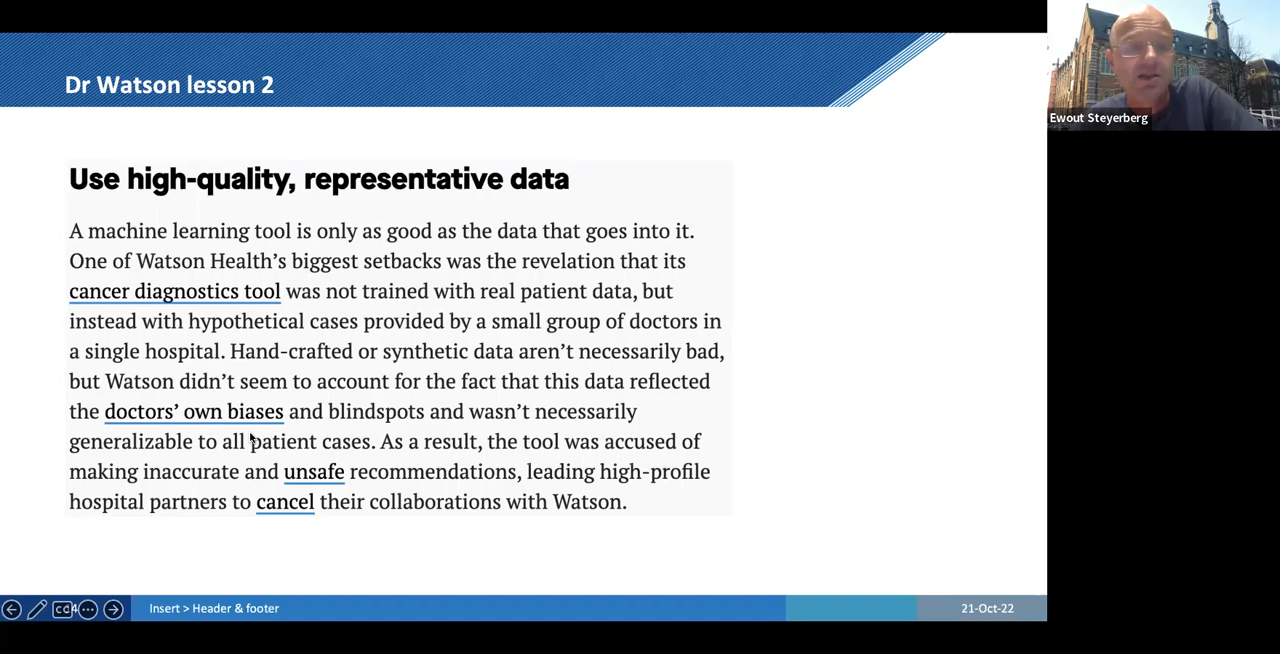 Dr Watson lesson 2
Ewout Steyerberg
Use high-quality, representative data
A machine learning tool is only as good as the data that goes into it.
One of Watson Health’s biggest setbacks was the revelation that its
cancer diagnostics tool was not trained with real patient data, but
instead with hypothetical cases provided by a small group of doctors in
a single hospital. Hand-crafted or synthetic data aren’t necessarily bad,
but Watson didn’t seem to account for the fact that this data reflected
the doctors’ own biases and blindspots and wasn’t necessarily
generalizable to all patient cases. As a result, the tool was accused of
making inaccurate and unsafe recommendations, leading high-profile
hospital partners to cancel their collaborations with Watson.
Insert > Header & footer
21-Oct-22